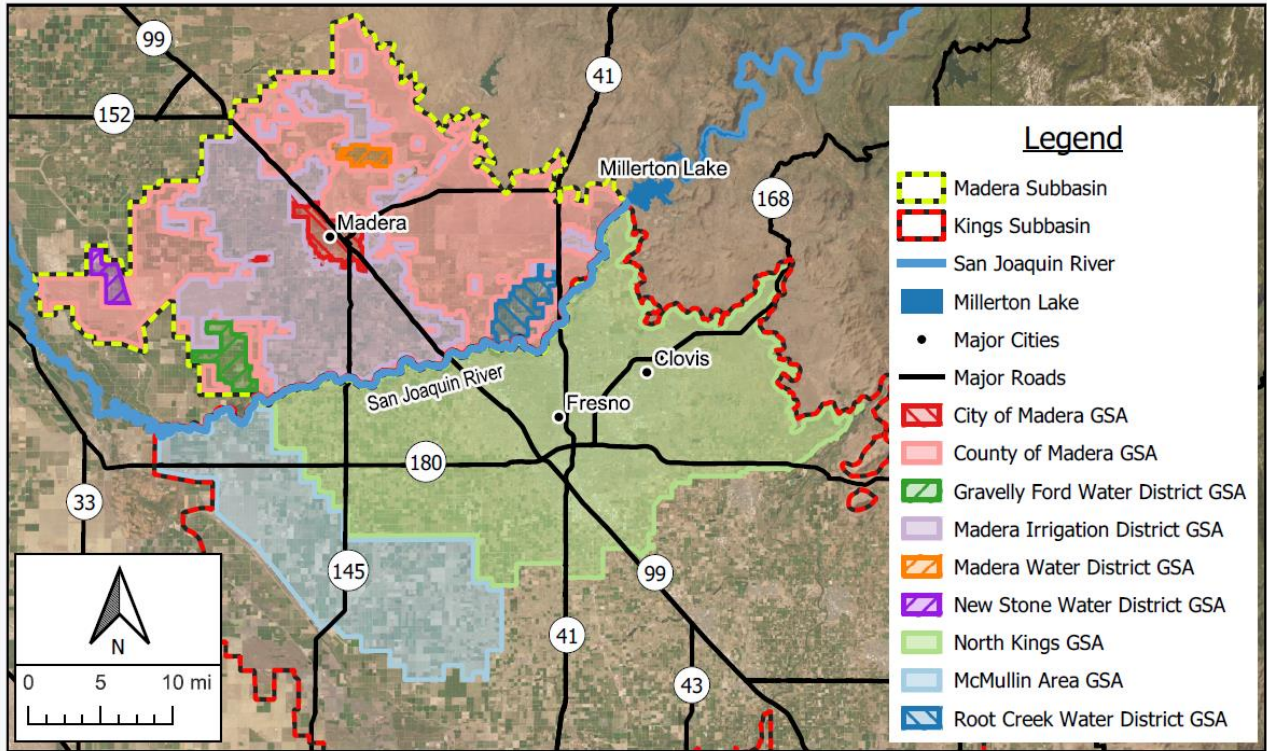 99
41
152
Millerton Lake
168
Madera
San Joaquin River
Clovis
Fresno
180
33
145
99
41
43
N
0 5 10 mi
Legend
Madera Subbasin
Kings Subbasin
San Joaquin River
Millerton Lake
Major Cities
Major Roads
City of Madera GSA
County of Madera GSA
Gravelly Ford Water District GSA
Madera Irrigation District GSA
Madera Water District GSA
New Stone Water District GSA
North Kings GSA
McMullin Area GSA
Root Creek Water District GSA